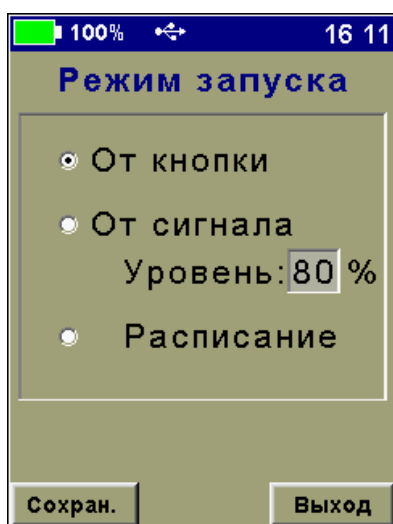 100% 16 11
Режим запуска
От кнопки
От сигнала
Уровень: 80 %
Расписание
Сохран. Выход